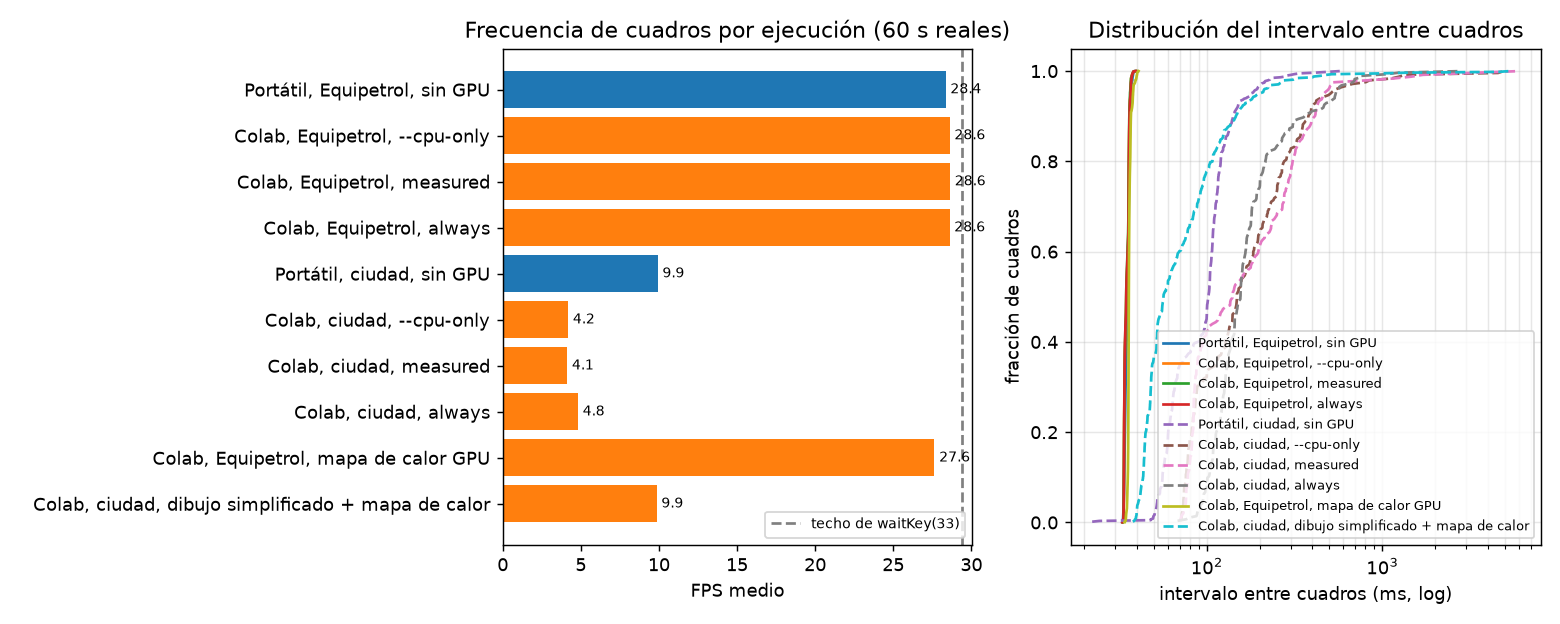 Frecuencia de cuadros por ejecución (60 s reales)
Portátil, Equipetrol, sin GPU
28.4
Colab, Equipetrol, --cpu-only
28.6
Colab, Equipetrol, measured
28.6
Colab, Equipetrol, always
28.6
Portátil, ciudad, sin GPU
9.9
Colab, ciudad, --cpu-only
4.2
Colab, ciudad, measured
4.1
Colab, ciudad, always
4.8
Colab, Equipetrol, mapa de calor GPU
27.6
Colab, ciudad, dibujo simplificado + mapa de calor
9.9
techo de waitKey(33)
0 5 10 15 20 25 30
FPS medio
Distribución del intervalo entre cuadros
fracción de cuadros
1.0
0.8
0.6
0.4
0.2
0.0
Portátil, Equipetrol, sin GPU
Colab, Equipetrol, --cpu-only
Colab, Equipetrol, measured
Colab, Equipetrol, always
Portátil, ciudad, sin GPU
Colab, ciudad, --cpu-only
Colab, ciudad, measured
Colab, ciudad, always
Colab, Equipetrol, mapa de calor GPU
Colab, ciudad, dibujo simplificado + mapa de calor
10² 10³
intervalo entre cuadros (ms, log)